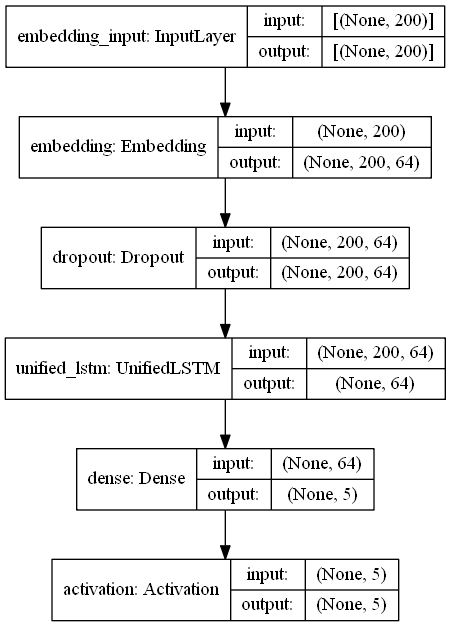 embedding_input: InputLayer
input: [(None, 200)]
output: [(None, 200)]
embedding: Embedding
input: (None, 200)
output: (None, 200, 64)
dropout: Dropout
input: (None, 200, 64)
output: (None, 200, 64)
unified_lstm: UnifiedLSTM
input: (None, 200, 64)
output: (None, 64)
dense: Dense
input: (None, 64)
output: (None, 5)
activation: Activation
input: (None, 5)
output: (None, 5)